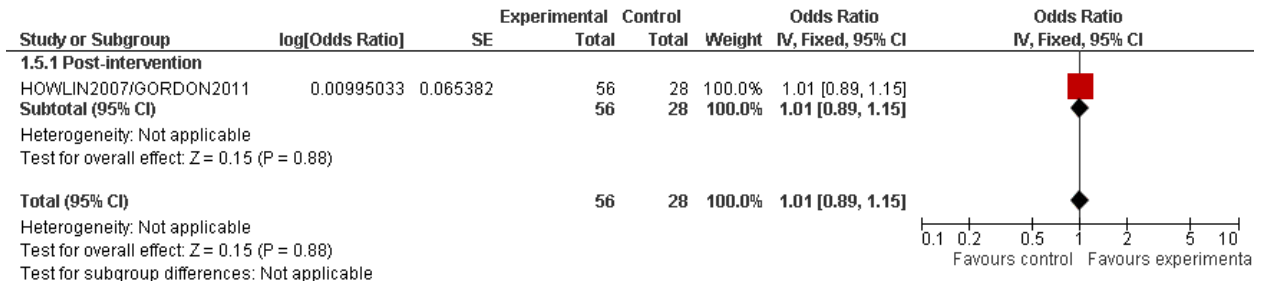 Experimental Control Odds Ratio Odds Ratio
Study or Subgroup log[Odds Ratio] SE Total Total Weight IV, Fixed, 95% CI IV, Fixed, 95% CI
1.5.1 Post-intervention
HOWLIN2007/GORDON2011 0.00995033 0.065382 56 28 100.0% 1.01 [0.89, 1.15]
Subtotal (95% CI) 56 28 100.0% 1.01 [0.89, 1.15]
Heterogeneity: Not applicable
Test for overall effect: Z = 0.15 (P = 0.88)
Total (95% CI) 56 28 100.0% 1.01 [0.89, 1.15]
Heterogeneity: Not applicable
Test for overall effect: Z = 0.15 (P = 0.88)
Test for subgroup differences: Not applicable
0.1 0.2 0.5 1 2 5 10
Favours control Favours experimenta